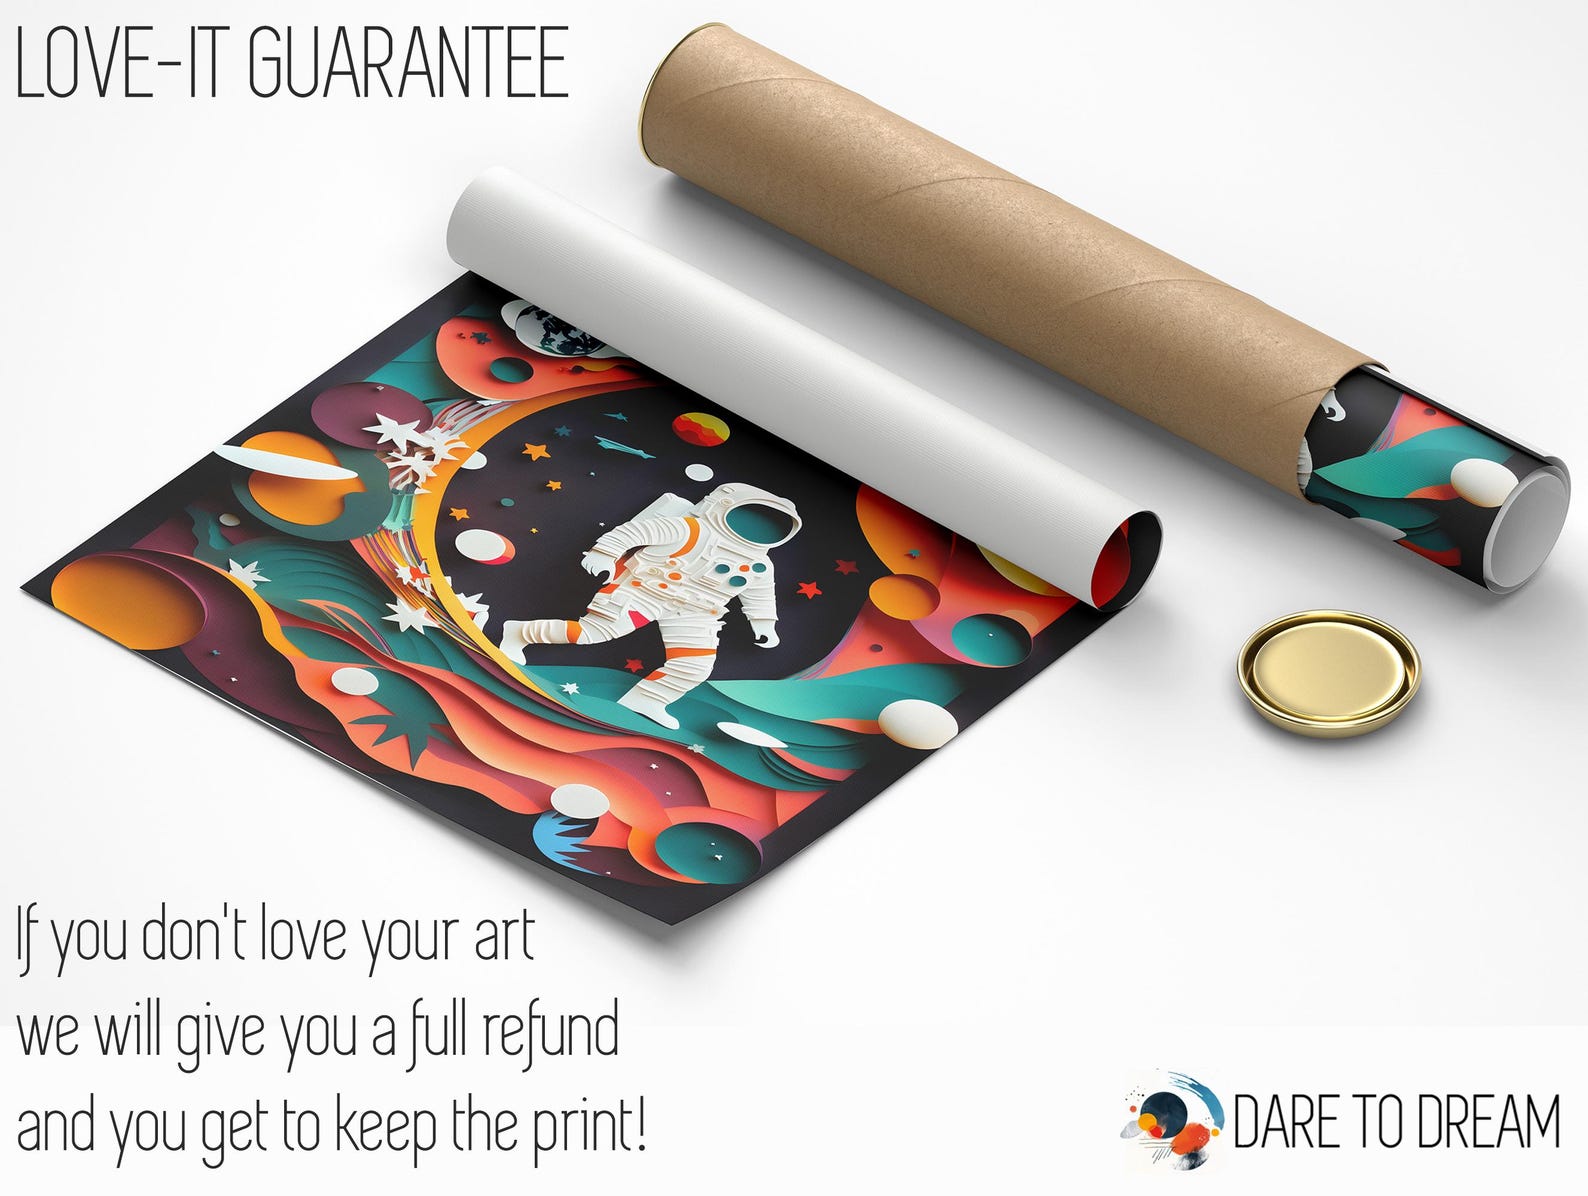 LOVE-IT GUARANTEE
If you don't love your art
we will give you a full refund
and you get to keep the print!
DARE TO DREAM